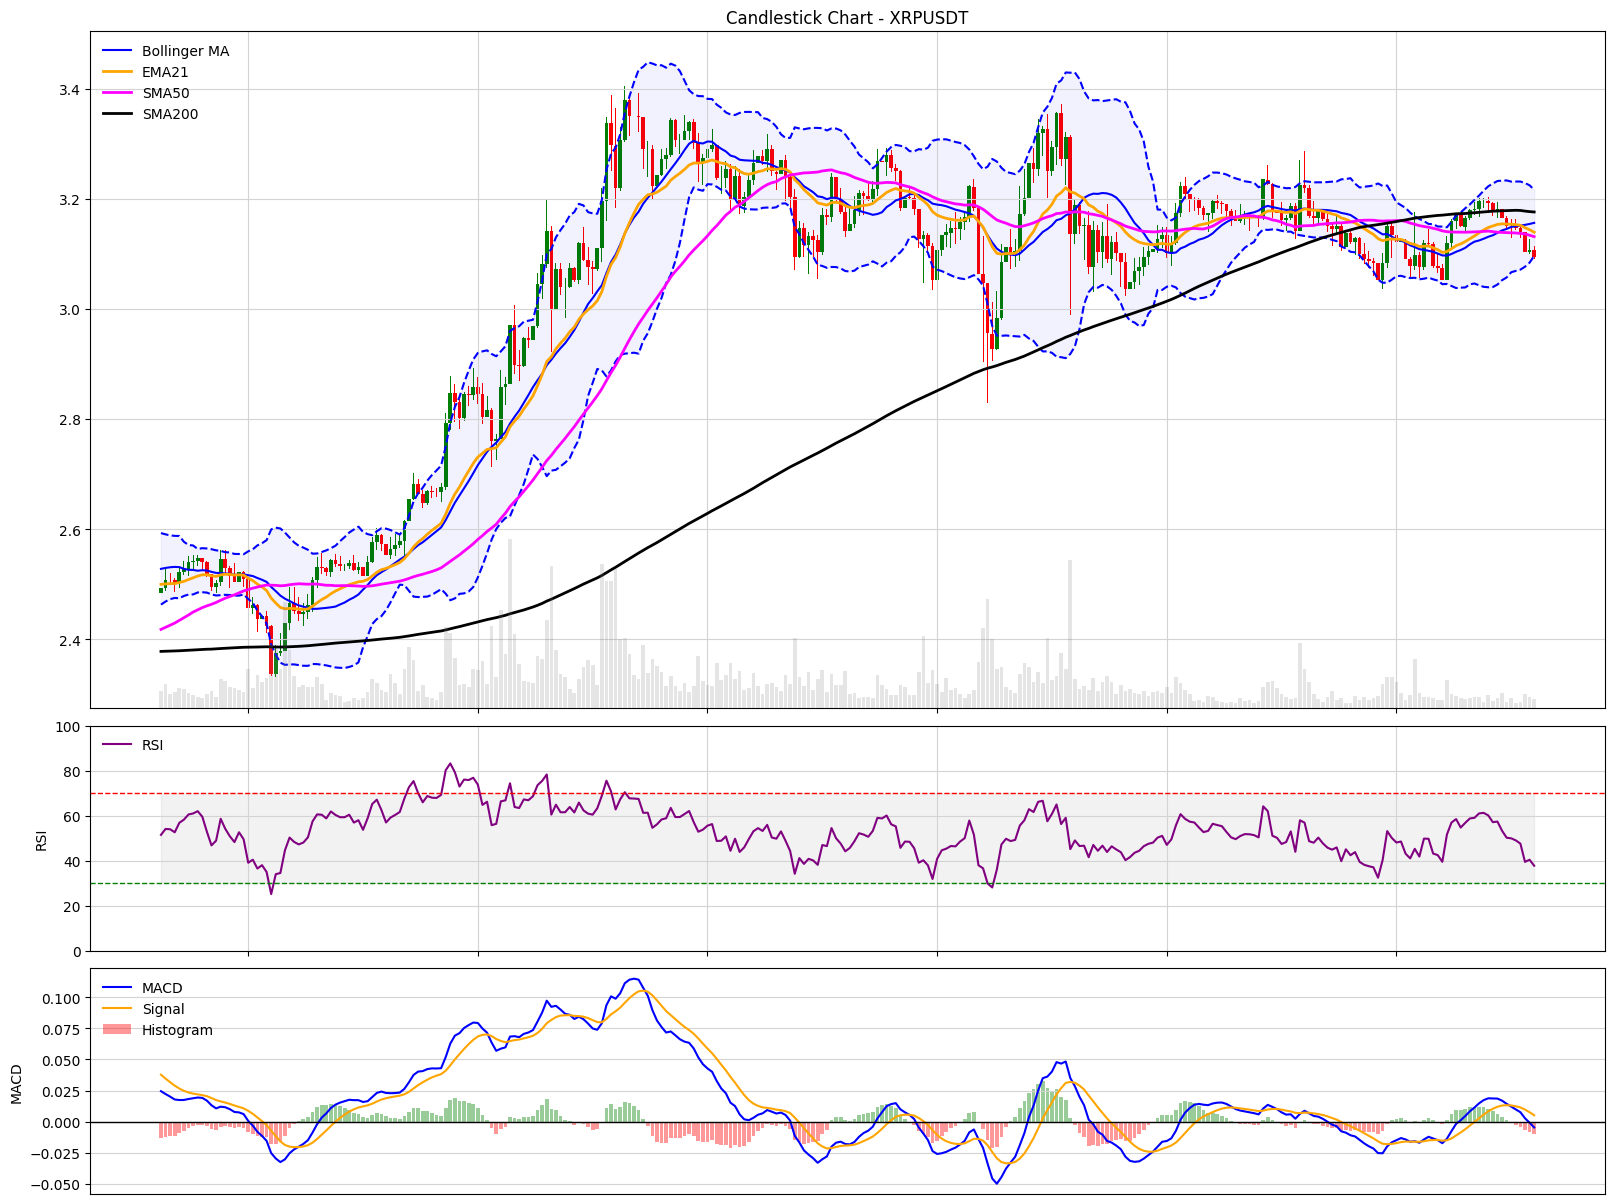 Candlestick Chart - XRPUSDT
Bollinger MA
EMA21
SMA50
SMA200
3.4
3.2
3.0
2.8
2.6
2.4
RSI
RSI
100
80
60
40
20
0
MACD
Signal
Histogram
MACD
0.100
0.075
0.050
0.025
0.000
−0.025
−0.050